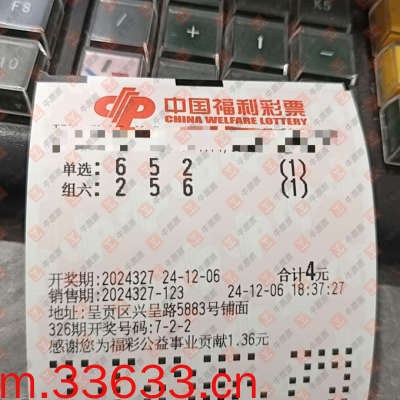 F8
K5
中国福利彩票
CHINA WELFARE LOTTERY
单选：6 5 2 (1)
组六：2 5 6 (1)
开奖期：2024327 24-12-06 合计4元
销售期：2024327-123 24-12-06 18:37:27
地址：呈贡区兴呈路5883号铺面
326期开奖号码:7-2-2
感谢您为福彩公益事业贡献1.36元
m.33633.cn